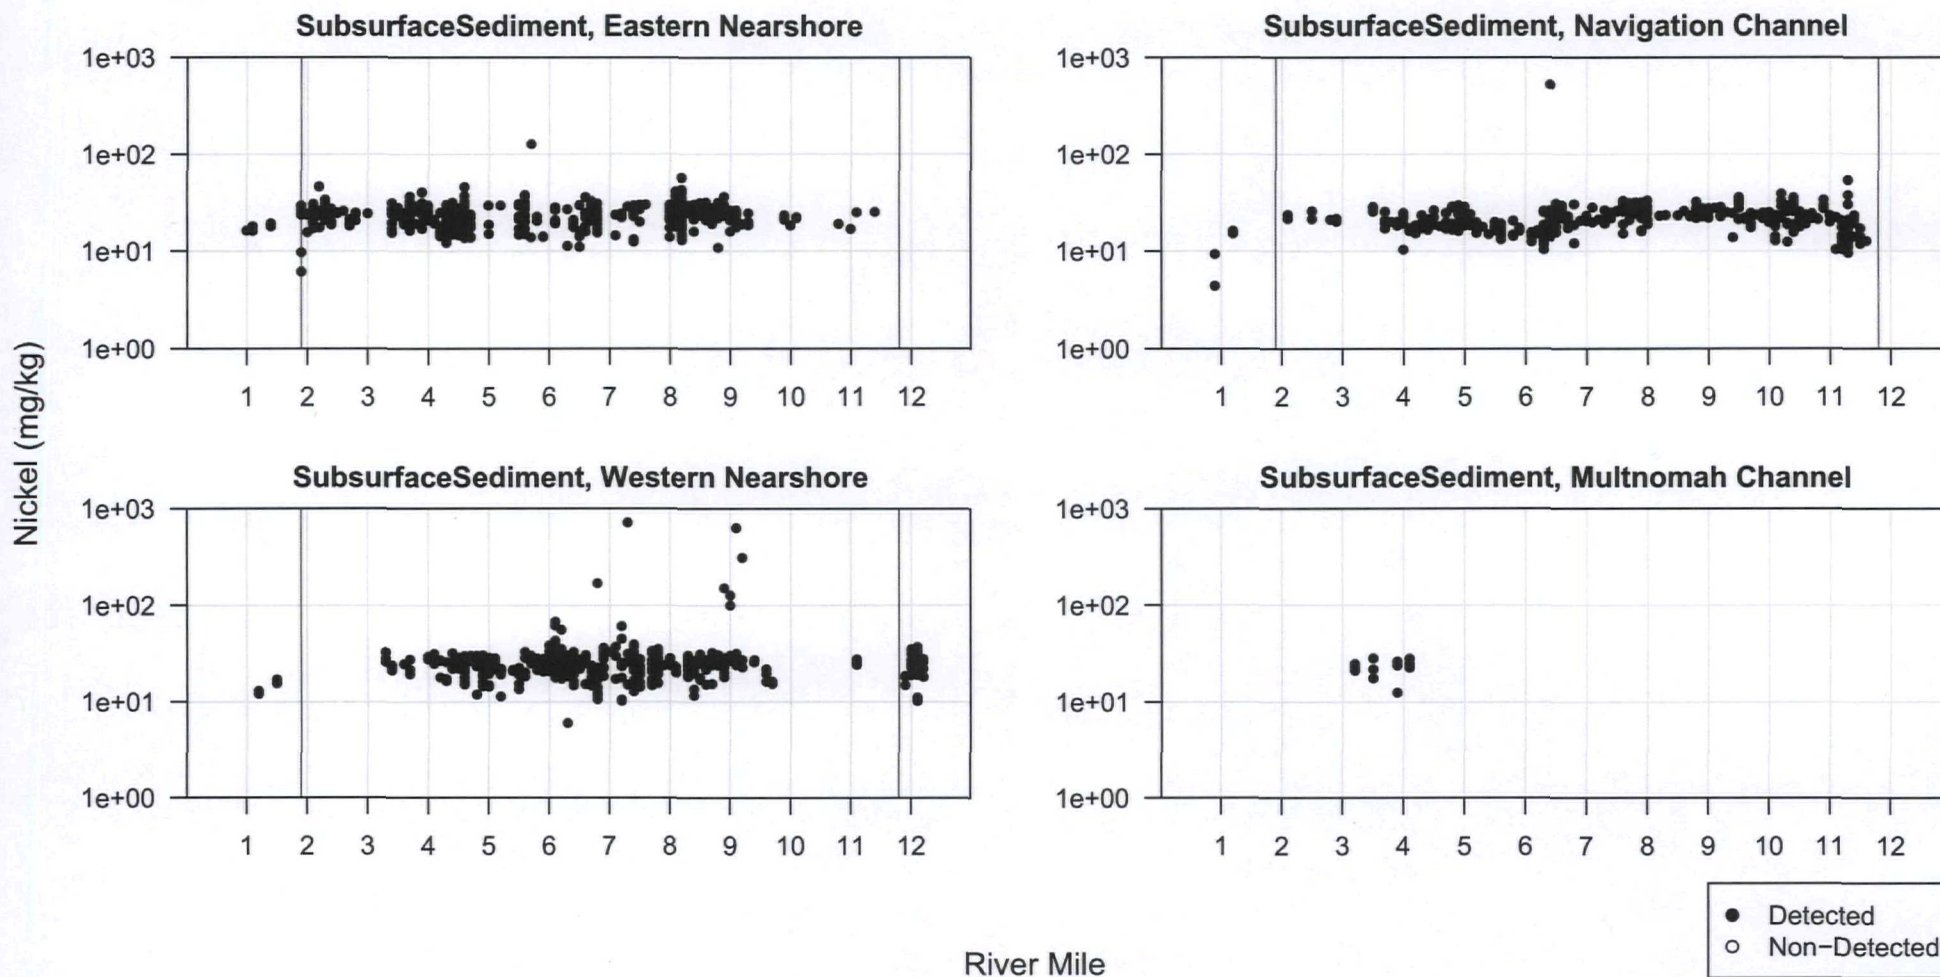 SubsurfaceSediment, Eastern Nearshore
SubsurfaceSediment, Navigation Channel
1e+03
1e+02
1e+01
1e+00
1 2 3 4 5 6 7 8 9 10 11 12
1e+03
1e+02
1e+01
1e+00
1 2 3 4 5 6 7 8 9 10 11 12
Nickel (mg/kg)
SubsurfaceSediment, Western Nearshore
SubsurfaceSediment, Multnomah Channel
1e+03
1e+02
1e+01
1e+00
1 2 3 4 5 6 7 8 9 10 11 12
1e+03
1e+02
1e+01
1e+00
1 2 3 4 5 6 7 8 9 10 11 12
Detected
Non−Detected
River Mile